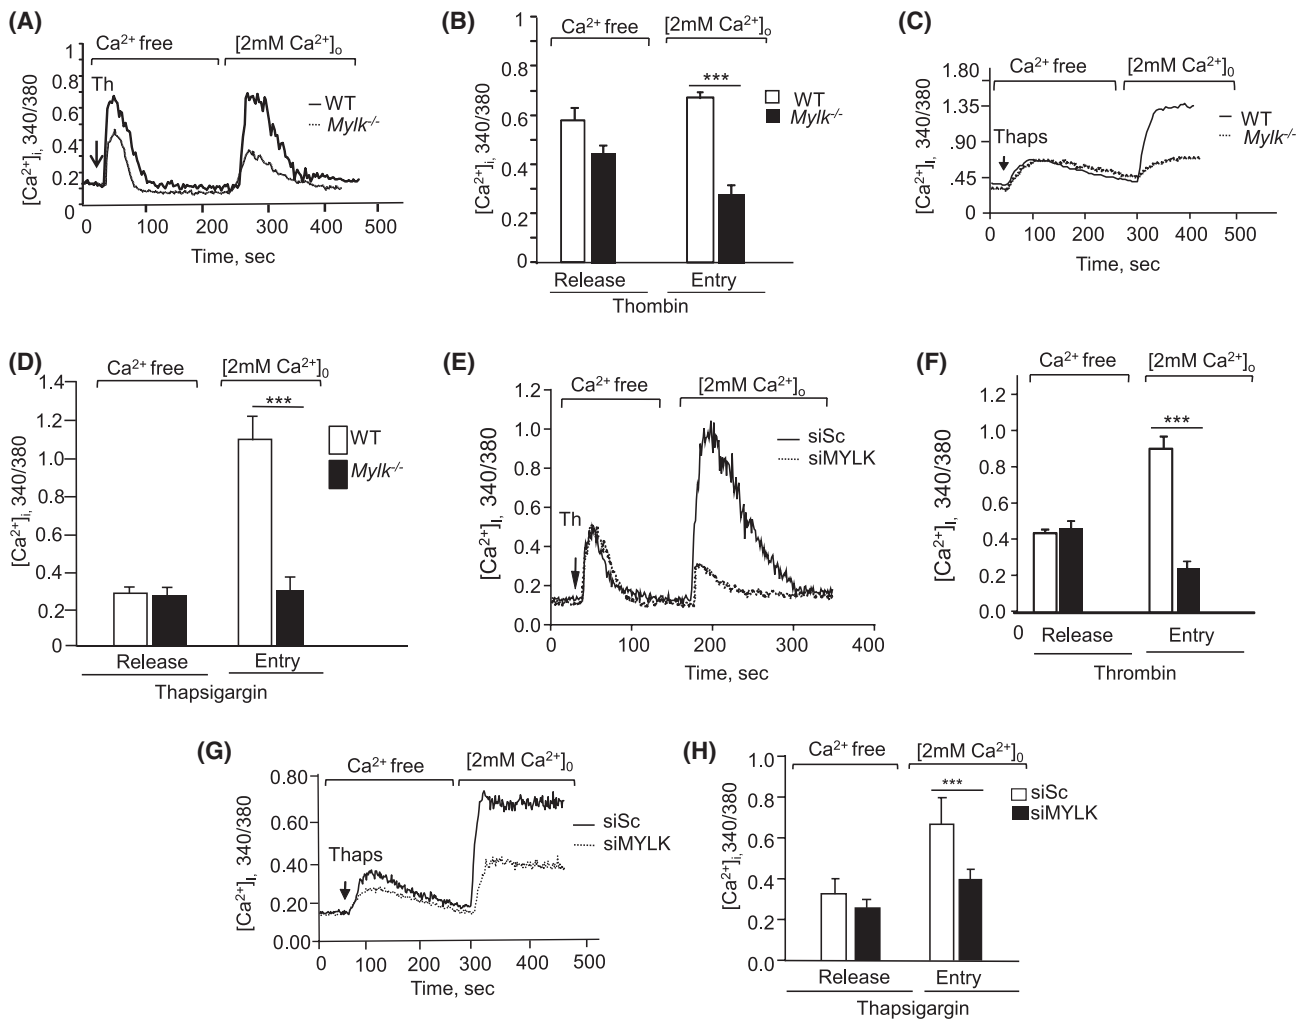 (A)
Ca²⁺ free
[2mM Ca²⁺]o
[Ca²⁺]i, 340/380
1
0.8
0.6
0.4
0.2
0
Th
WT
Mylk-/-
0 100 200 300 400 500
Time, sec
(B)
Ca²⁺ free
[2mM Ca²⁺]o
[Ca²⁺]i, 340/380
1
0.8
0.6
0.4
0.2
0
***
WT
Mylk-/-
Release
Entry
Thombin
(C)
Ca²⁺ free
[2mM Ca²⁺]0
[Ca²⁺]I, 340/380
1.80
1.35
90
.45
0
Thaps
WT
Mylk-/-
0 100 200 300 400 500
Time, sec
(D)
Ca²⁺ free
[2mM Ca²⁺]0
[Ca²⁺]i, 340/380
1.4
1.2
1.0
0.8
0.6
0.4
0.2
0
***
WT
Mylk-/-
Release
Entry
Thapsigargin
(E)
Ca²⁺ free
[2mM Ca²⁺]o
[Ca²⁺]I, 340/380
1.2
1.0
0.8
0.6
0.4
0.2
0.0
Th
siSc
siMYLK
0 100 200 300 400
Time, sec
(F)
Ca²⁺ free
[2mM Ca²⁺]o
[Ca²⁺]I, 340/380
1.2
1.0
0.8
0.6
0.4
0.2
0.0
0
***
Release
Entry
Thrombin
(G)
Ca²⁺ free
[2mM Ca²⁺]0
[Ca²⁺]I, 340/380
0.80
0.60
0.40
0.20
0.00
Thaps
siSc
siMYLK
0 100 200 300 400 500
Time, sec
(H)
Ca²⁺ free
[2mM Ca²⁺]0
[Ca²⁺]i,340/380
1.0
0.8
0.6
0.4
0.2
0.0
***
siSc
siMYLK
Release
Entry
Thapsigargin